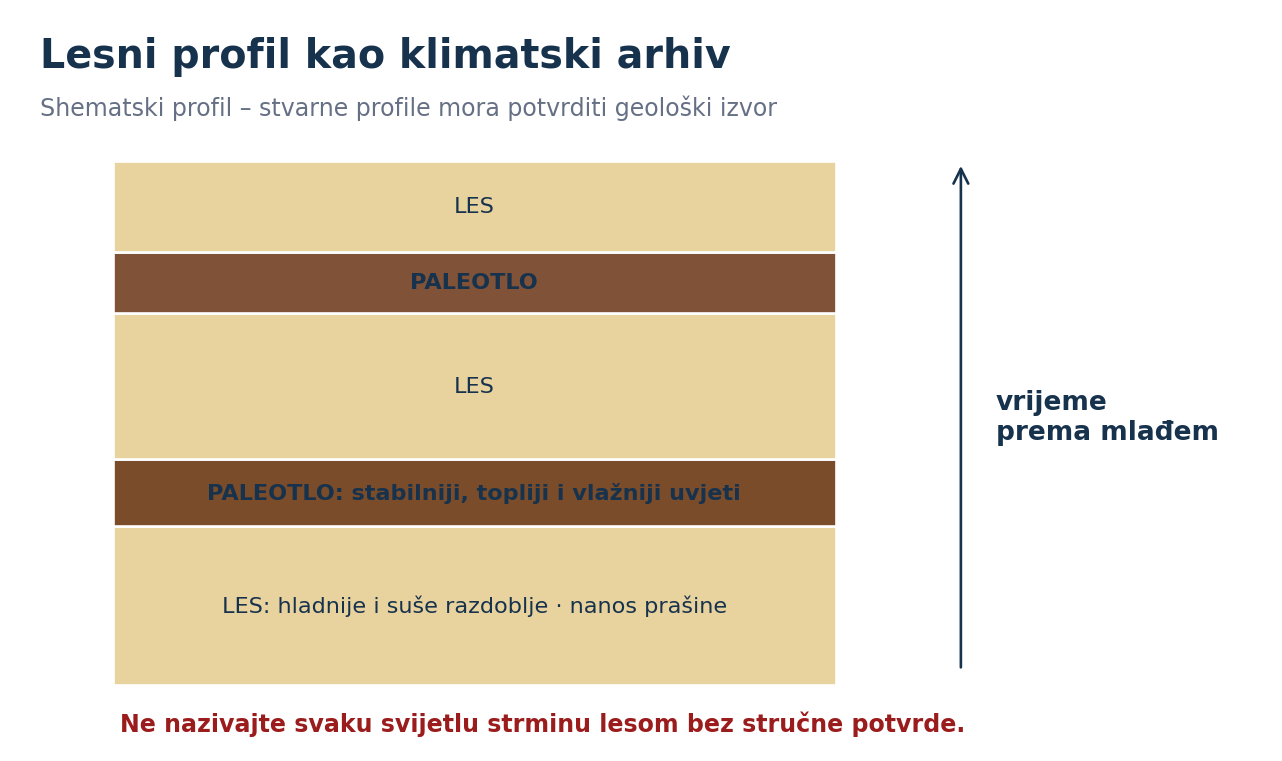 Lesni profil kao klimatski arhiv
Shematski profil – stvarne profile mora potvrditi geološki izvor
LES
PALEOTLO
LES
vrijeme
prema mlađem
PALEOTLO: stabilniji, topliji i vlažniji uvjeti
LES: hladnije i suše razdoblje · nanos prašine
Ne nazivajte svaku svijetlu strminu lesom bez stručne potvrde.